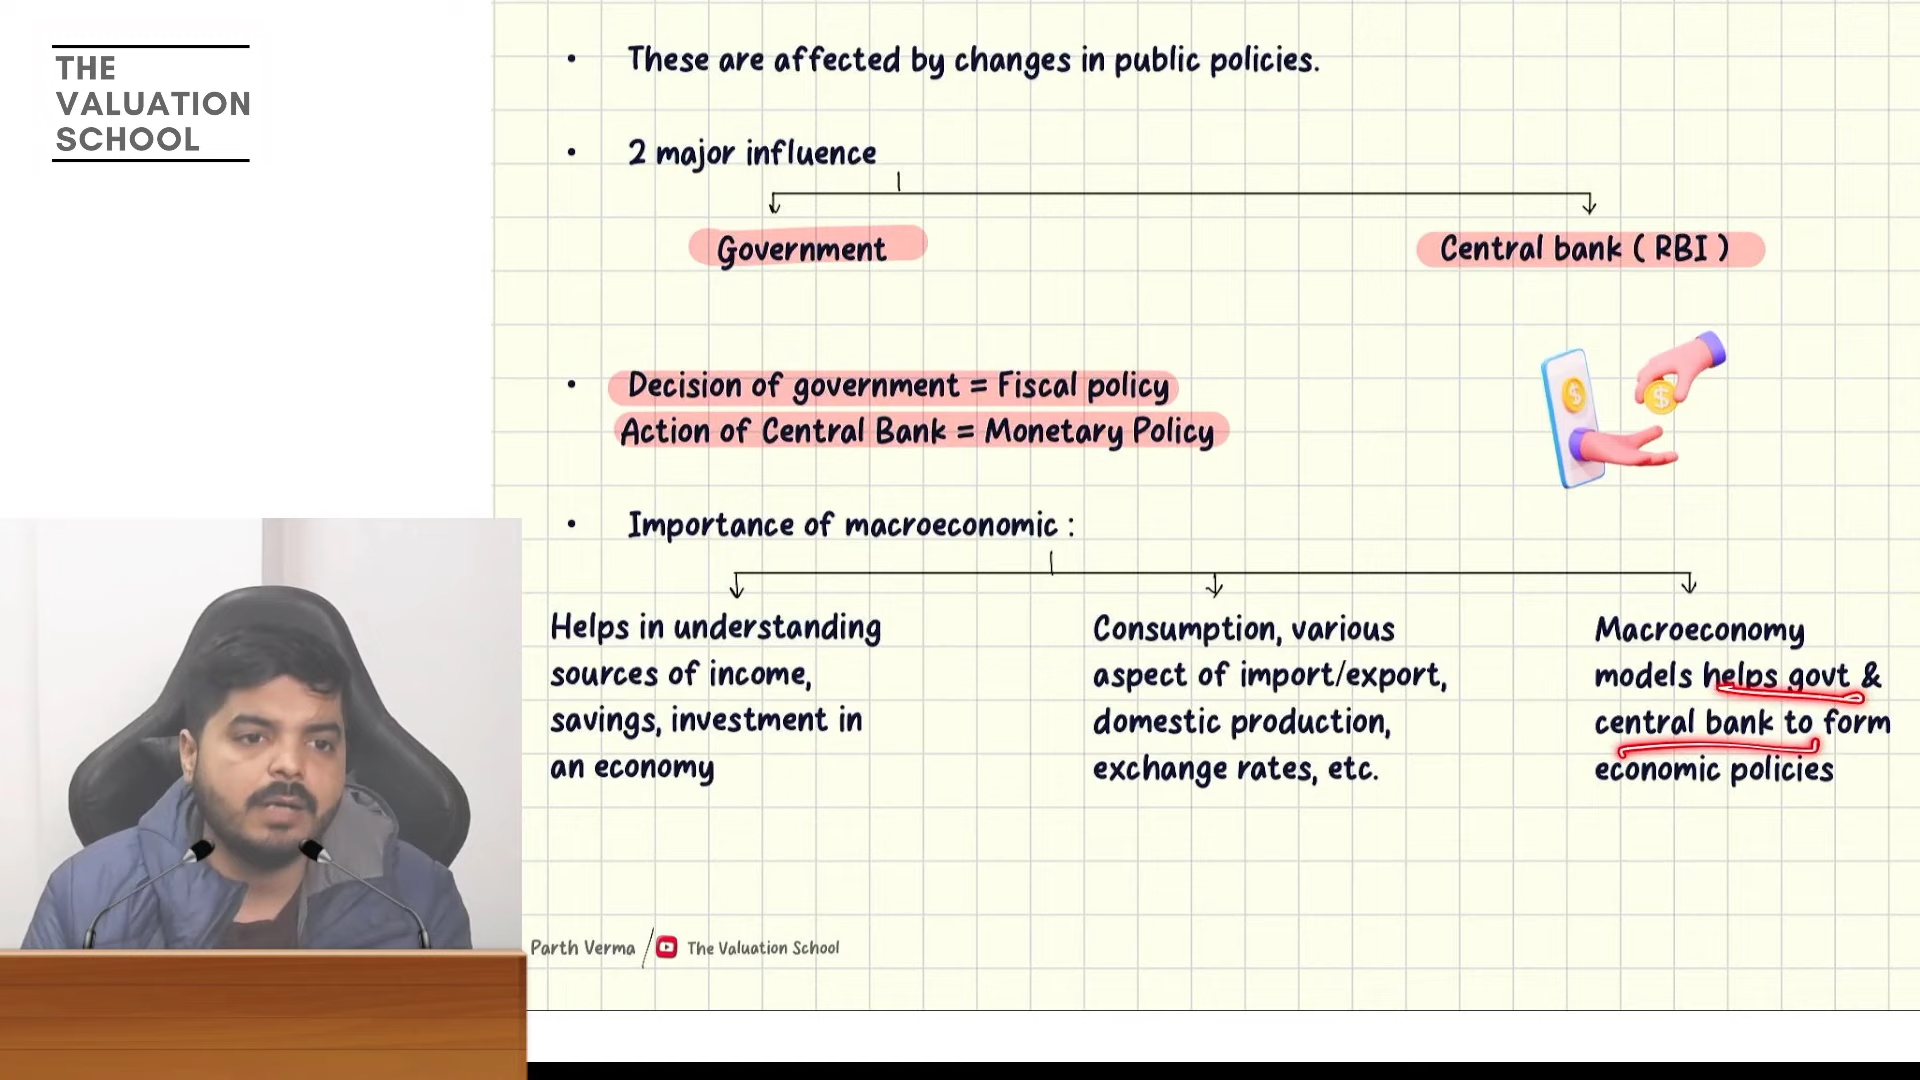 THE
VALUATION
SCHOOL
• These are affected by changes in public policies.
• 2 major influence
Government
Central bank ( RBI )
• Decision of government = Fiscal policy
Action of Central Bank = Monetary Policy
• Importance of macroeconomic :
Helps in understanding
sources of income,
savings, investment in
an economy
Consumption, various
aspect of import/export,
domestic production,
exchange rates, etc.
Macroeconomy
models helps govt &
central bank to form
economic policies
Parth Verma / The Valuation School